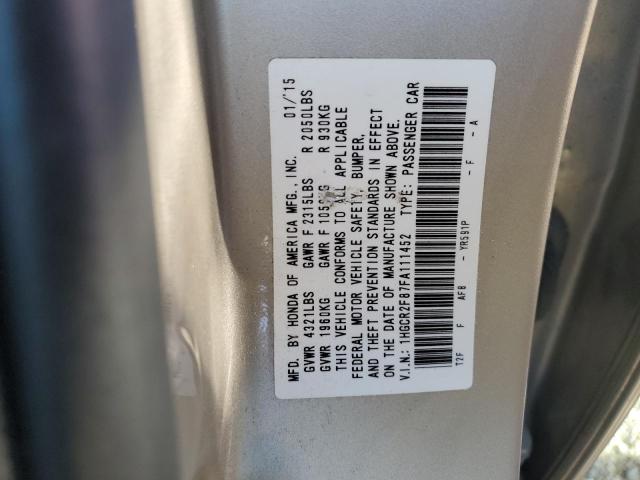 MFD. BY HONDA OF AMERICA MFG., INC. 01/'15
GVWR 4321LBS GAWR F 2315LBS R 2050LBS
GVWR 1960KG GAWR F 1050KG R 930KG
THIS VEHICLE CONFORMS TO ALL APPLICABLE
FEDERAL MOTOR VEHICLE SAFETY, BUMPER,
AND THEFT PREVENTION STANDARDS IN EFFECT
ON THE DATE OF MANUFACTURE SHOWN ABOVE.
V.I.N.: 1HGCR2F87FA111452 TYPE: PASSENGER CAR
T2F F AFB - YR591P - F - A